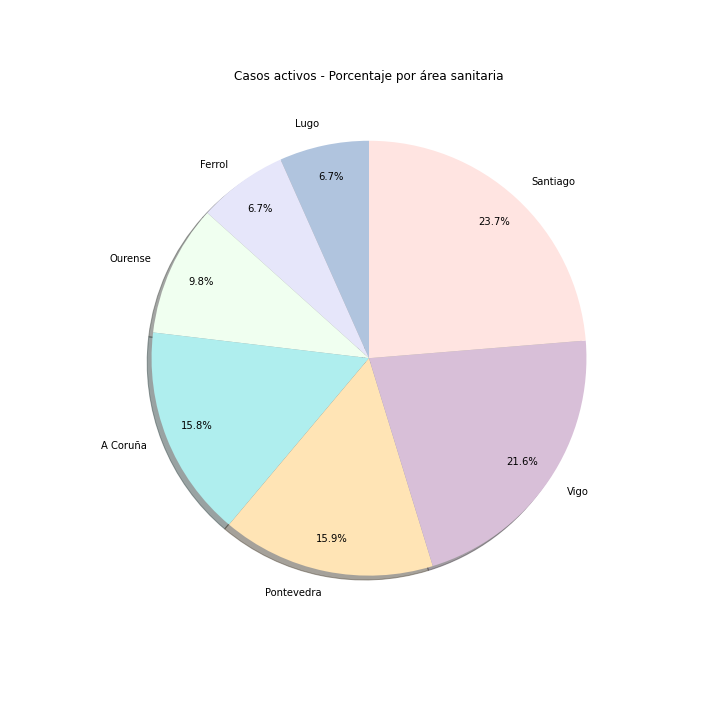 Casos activos - Porcentaje por área sanitaria
Lugo
6.7%
Ferrol
6.7%
Santiago
23.7%
Ourense
9.8%
A Coruña
15.8%
Vigo
21.6%
Pontevedra
15.9%